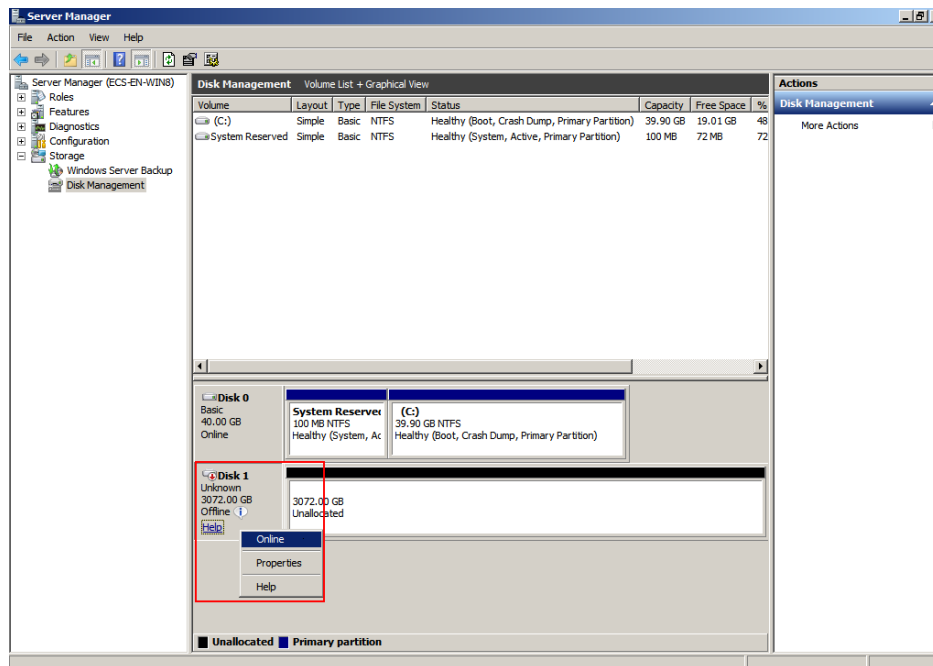 Server Manager
File Action View Help
Server Manager (ECS-EN-WIN8)
Roles
Features
Diagnostics
Configuration
Storage
Windows Server Backup
Disk Management
Disk Management Volume List + Graphical View
Volume Layout Type File System Status Capacity Free Space %
(C:) Simple Basic NTFS Healthy (Boot, Crash Dump, Primary Partition) 39.90 GB 19.01 GB 48
System Reserved Simple Basic NTFS Healthy (System, Active, Primary Partition) 100 MB 72 MB 72
Disk 0
Basic
40.00 GB
Online
System Reserved
100 MB NTFS
Healthy (System, Ac
(C:)
39.90 GB NTFS
Healthy (Boot, Crash Dump, Primary Partition)
Disk 1
Unknown
3072.00 GB
Offline
Help
3072.00 GB
Unallocated
Online
Properties
Help
Unallocated Primary partition
Actions
Disk Management
More Actions